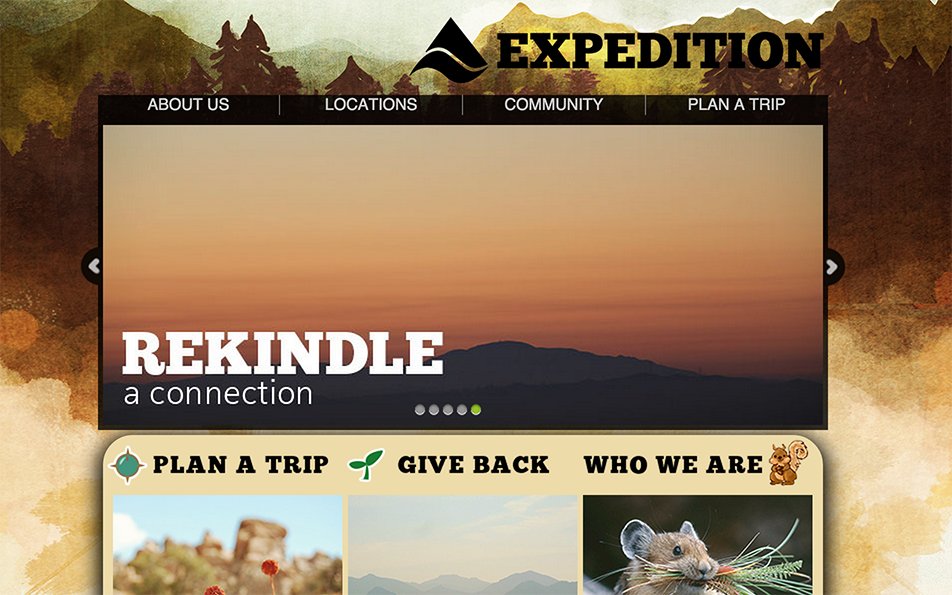 EXPEDITION
ABOUT US
LOCATIONS
COMMUNITY
PLAN A TRIP
REKINDLE
a connection
PLAN A TRIP
GIVE BACK
WHO WE ARE